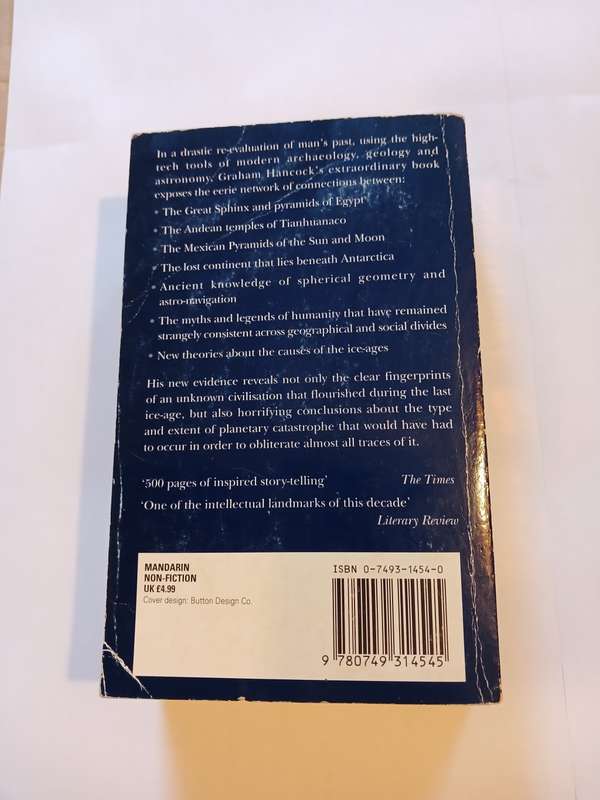 In a drastic re-evaluation of man's past, using the high-
tech tools of modern archaeology, geology and
astronomy, Graham Hancock's extraordinary book
exposes the eerie network of connections between:
• The Great Sphinx and pyramids of Egypt
• The Andean temples of Tianhuanaco
• The Mexican Pyramids of the Sun and Moon
• The lost continent that lies beneath Antarctica
• Ancient knowledge of spherical geometry and
astro-navigation
• The myths and legends of humanity that have remained
strangely consistent across geographical and social divides
• New theories about the causes of the ice-ages
His new evidence reveals not only the clear fingerprints
of an unknown civilisation that flourished during the last
ice-age, but also horrifying conclusions about the type
and extent of planetary catastrophe that would have had
to occur in order to obliterate almost all traces of it.
'500 pages of inspired story-telling' The Times
'One of the intellectual landmarks of this decade'
Literary Review
MANDARIN
NON-FICTION
UK £4.99
Cover design: Button Design Co.
ISBN 0-7493-1454-0
9 780749 314545